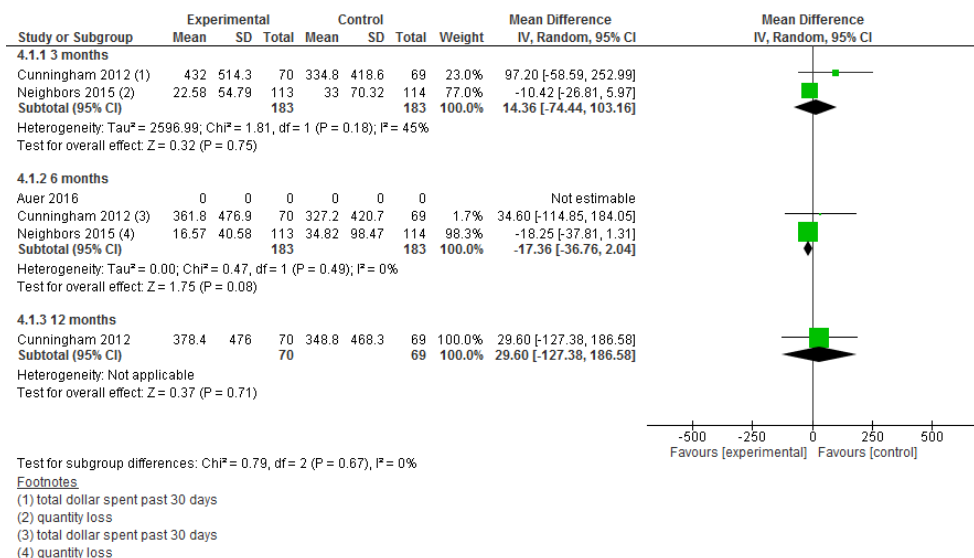 Experimental Control Mean Difference Mean Difference
Study or Subgroup Mean SD Total Mean SD Total Weight IV, Random, 95% CI IV, Random, 95% CI
4.1.1 3 months
Cunningham 2012 (1) 432 514.3 70 334.8 418.6 69 23.0% 97.20 [-58.59, 252.99]
Neighbors 2015 (2) 22.58 54.79 113 33 70.32 114 77.0% -10.42 [-26.81, 5.97]
Subtotal (95% CI) 183 183 100.0% 14.36 [-74.44, 103.16]
Heterogeneity: Tau² = 2596.99; Chi² = 1.81, df = 1 (P = 0.18); I² = 45%
Test for overall effect: Z = 0.32 (P = 0.75)
4.1.2 6 months
Auer 2016 0 0 0 0 0 0 Not estimable
Cunningham 2012 (3) 361.8 476.9 70 327.2 420.7 69 1.7% 34.60 [-114.85, 184.05]
Neighbors 2015 (4) 16.57 40.58 113 34.82 98.47 114 98.3% -18.25 [-37.81, 1.31]
Subtotal (95% CI) 183 183 100.0% -17.36 [-36.76, 2.04]
Heterogeneity: Tau² = 0.00; Chi² = 0.47, df = 1 (P = 0.49); I² = 0%
Test for overall effect: Z = 1.75 (P = 0.08)
4.1.3 12 months
Cunningham 2012 378.4 476 70 348.8 468.3 69 100.0% 29.60 [-127.38, 186.58]
Subtotal (95% CI) 70 69 100.0% 29.60 [-127.38, 186.58]
Heterogeneity: Not applicable
Test for overall effect: Z = 0.37 (P = 0.71)
-500 -250 0 250 500
Favours [experimental] Favours [control]
Test for subgroup differences: Chi² = 0.79, df = 2 (P = 0.67), I² = 0%
Footnotes
(1) total dollar spent past 30 days
(2) quantity loss
(3) total dollar spent past 30 days
(4) quantity loss